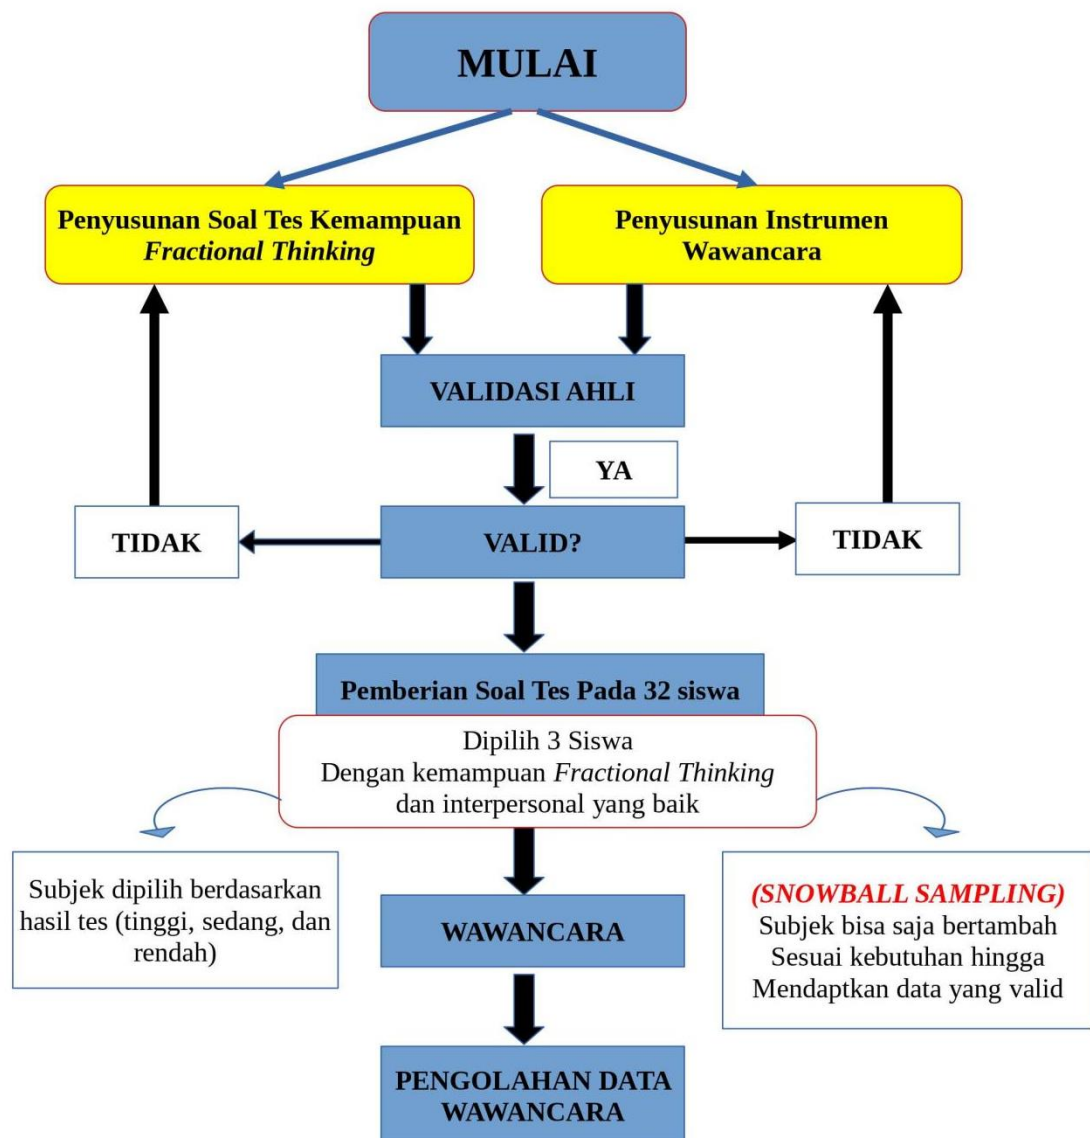 MULAI
Penyusunan Soal Tes Kemampuan
Fractional Thinking
Penyusunan Instrumen
Wawancara
VALIDASI AHLI
YA
TIDAK
VALID?
TIDAK
Pemberian Soal Tes Pada 32 siswa
Dipilih 3 Siswa
Dengan kemampuan Fractional Thinking
dan interpersonal yang baik
Subjek dipilih berdasarkan
hasil tes (tinggi, sedang, dan
rendah)
(SNOWBALL SAMPLING)
Subjek bisa saja bertambah
Sesuai kebutuhan hingga
Mendaptkan data yang valid
WAWANCARA
PENGOLAHAN DATA
WAWANCARA